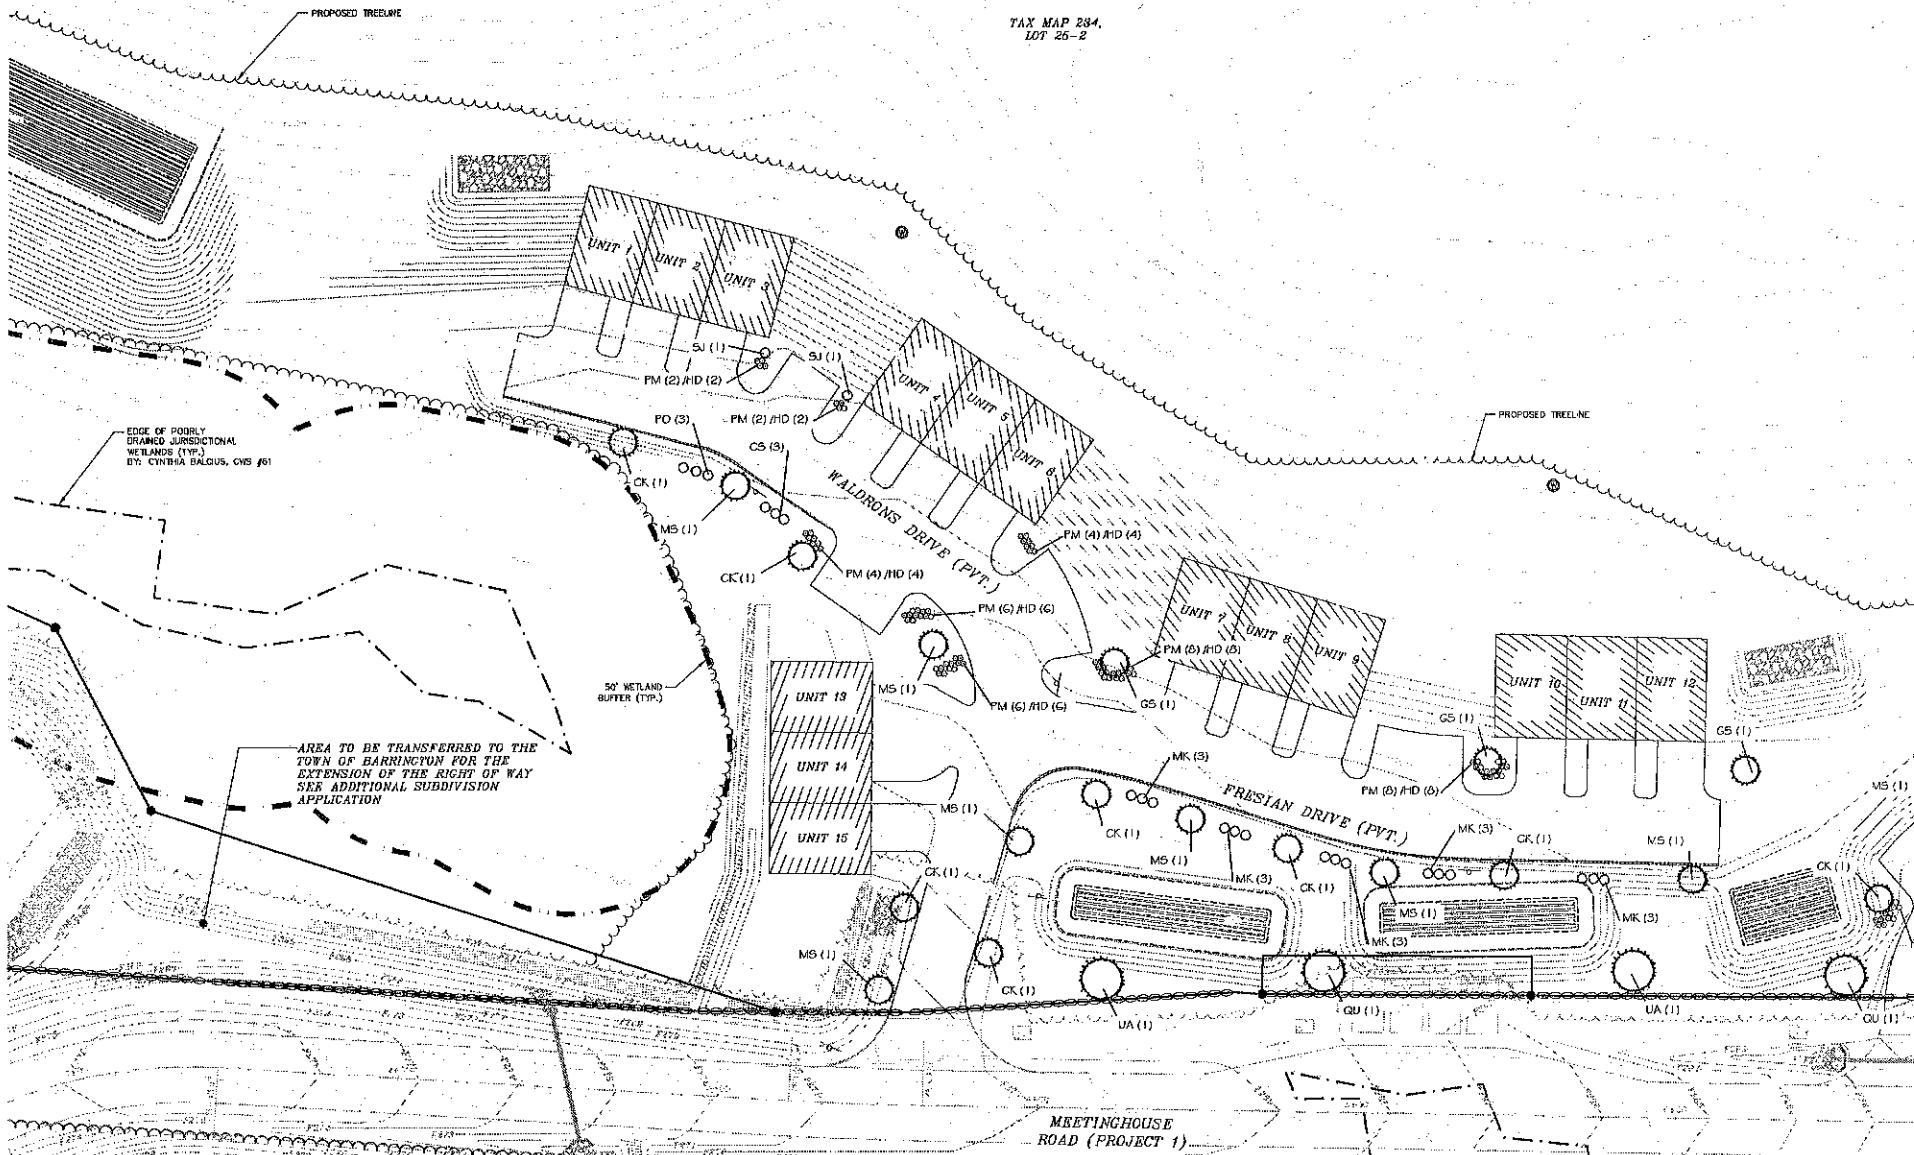 PROPOSED TREELINE
TAX MAP 234,
LOT 25-2
UNIT 1
UNIT 2
UNIT 3
SJ (1)
SJ (1)
PM (2)/HD (2)
PM (2)/HD (2)
UNIT 4
UNIT 5
UNIT 6
PROPOSED TREELINE
EDGE OF POORLY
DRAINED JURISDICTIONAL
WETLANDS (TYP.)
BY: CYNTHIA BALCIUS, CWS #61
PO (3)
CS (3)
CK (1)
MS (1)
WALDRONS DRIVE (PVT.)
PM (4)/HD (4)
CK (1)
PM (4)/HD (4)
PM (6)/HD (6)
UNIT 7
UNIT 8
UNIT 9
PM (8)/HD (8)
MS (1)
PM (6)/HD (6)
GS (1)
50' WETLAND
BUFFER (TYP.)
UNIT 13
UNIT 14
UNIT 15
UNIT 10
UNIT 11
UNIT 12
GS (1)
GS (1)
AREA TO BE TRANSFERRED TO THE
TOWN OF BARRINGTON FOR THE
EXTENSION OF THE RIGHT OF WAY
SEE ADDITIONAL SUBDIVISION
APPLICATION
MK (3)
FRESIAN DRIVE (PVT.)
PM (8)/HD (8)
MS (1)
MS (1)
CK (1)
MS (1)
MK (3)
CK (1)
MK (3)
CK (1)
MS (1)
CK (1)
CK (1)
MS (1)
MK (3)
MK (3)
MS (1)
CK (1)
UA (1)
QU (1)
UA (1)
QU (1)
MEETINGHOUSE
ROAD (PROJECT 1)